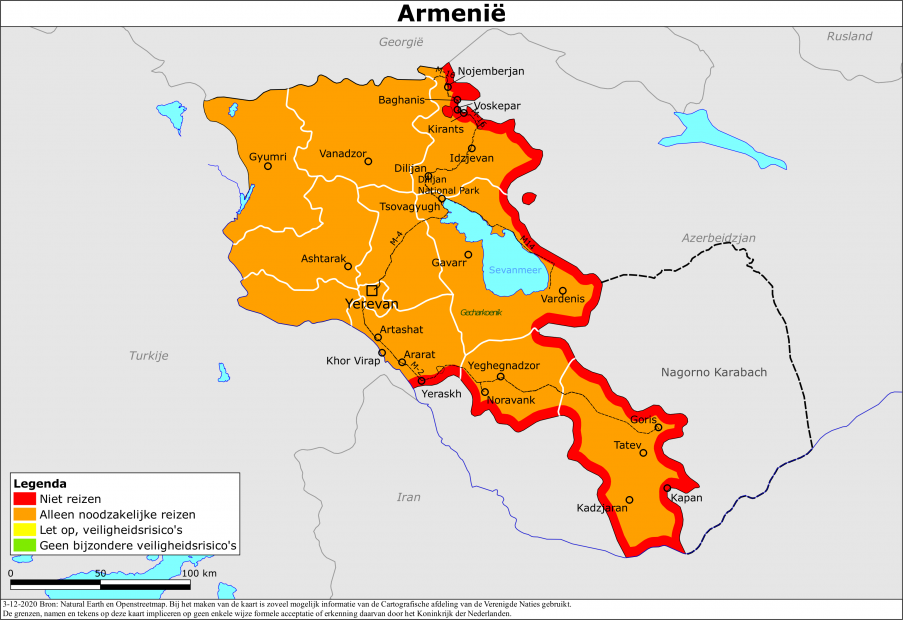 Armenië
Georgië
Rusland
M-16
Nojemberjan
Baghanis
Voskepar
Kirants
Vanadzor
Gyumri
Idzjevan
Dilijan
Dilijan
National Park
Tsovagyugh
M-4
M14
Azerbeidzjan
Ashtarak
Gavarr
Sevanmeer
Vardenis
Yerevan
Gecharkoenik
Artashat
Turkije
Khor Virap
Ararat
M-2
Yeghegnadzor
Nagorno Karabach
Yeraskh
Noravank
Goris
Tatev
Iran
Kapan
Kadzjaran
Legenda
Niet reizen
Alleen noodzakelijke reizen
Let op, veiligheidsrisico's
Geen bijzondere veiligheidsrisico's
0 50 100 km
3-12-2020 Bron: Natural Earth en Openstreetmap. Bij het maken van de kaart is zoveel mogelijk informatie van de Cartografische afdeling van de Verenigde Naties gebruikt.
De grenzen, namen en tekens op deze kaart impliceren op geen enkele wijze formele acceptatie of erkenning daarvan door het Koninkrijk der Nederlanden.